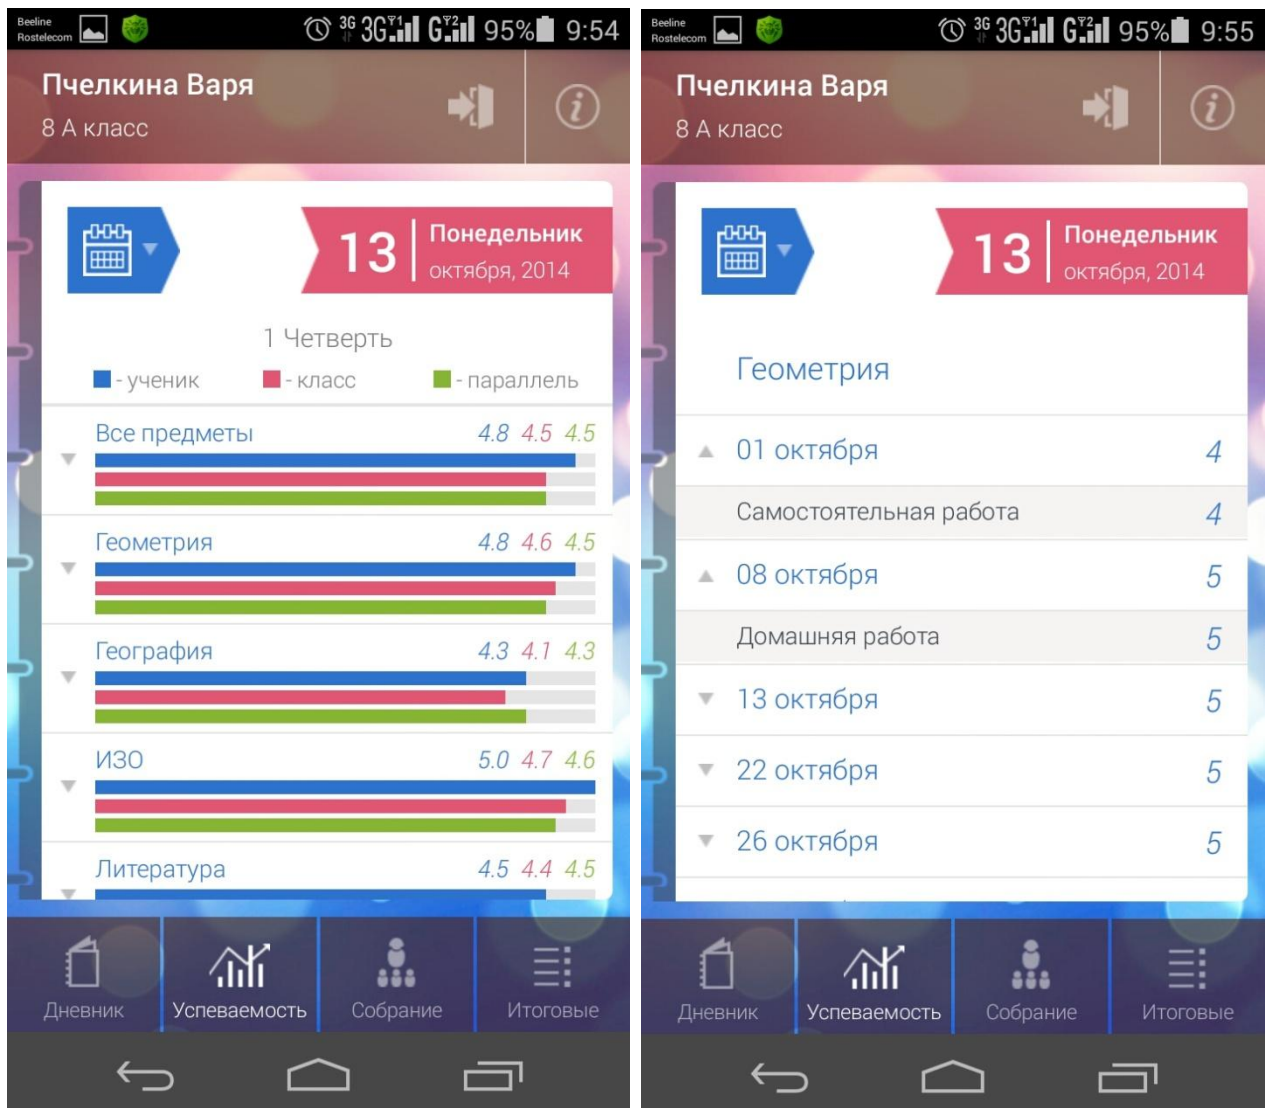 Beeline
Rostelecom
3G 3G 1 G 2 95% 9:54
Пчелкина Варя
8 А класс
i
13 Понедельник
октября, 2014
1 Четверть
- ученик - класс - параллель
Все предметы 4.8 4.5 4.5
Геометрия 4.8 4.6 4.5
География 4.3 4.1 4.3
ИЗО 5.0 4.7 4.6
Литература 4.5 4.4 4.5
Дневник Успеваемость Собрание Итоговые
Beeline
Rostelecom
3G 3G 1 G 2 95% 9:55
Пчелкина Варя
8 А класс
i
13 Понедельник
октября, 2014
Геометрия
01 октября 4
Самостоятельная работа 4
08 октября 5
Домашняя работа 5
13 октября 5
22 октября 5
26 октября 5
Дневник Успеваемость Собрание Итоговые